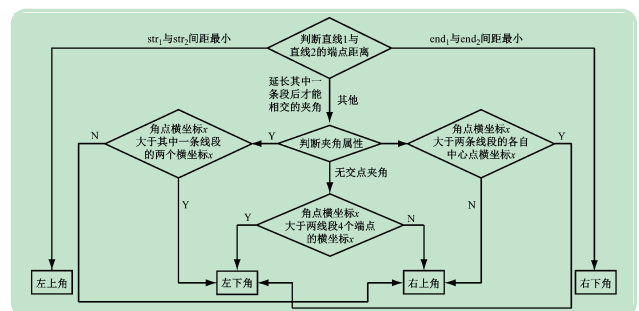 判断直线1与
直线2的端点距离
str₁与str₂间距最小
end₁与end₂间距最小
延长其中一
条段后才能
相交的夹角
其他
角点横坐标x
大于其中一条线段
的两个横坐标x
N
Y
判断夹角属性
角点横坐标x
大于两条线段的各自
中心点横坐标x
Y
无交点夹角
Y
N
角点横坐标x
大于两线段4个端点
的横坐标x
Y
N
左上角
左下角
右上角
右下角